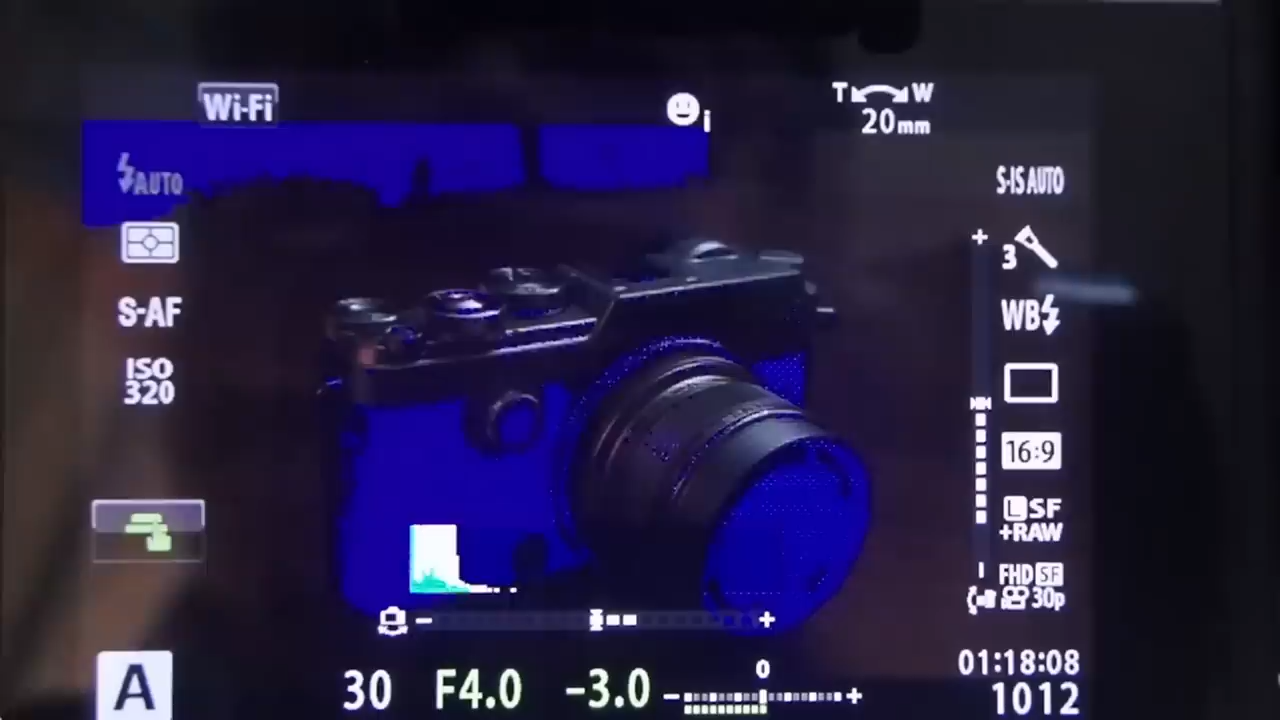 Wi-Fi
i
T W
20mm
AUTO
S-IS AUTO
3
S-AF
WB
ISO
320
16:9
L SF
+RAW
FHD SF
30p
A
30 F4.0 -3.0
0
01:18:08
1012